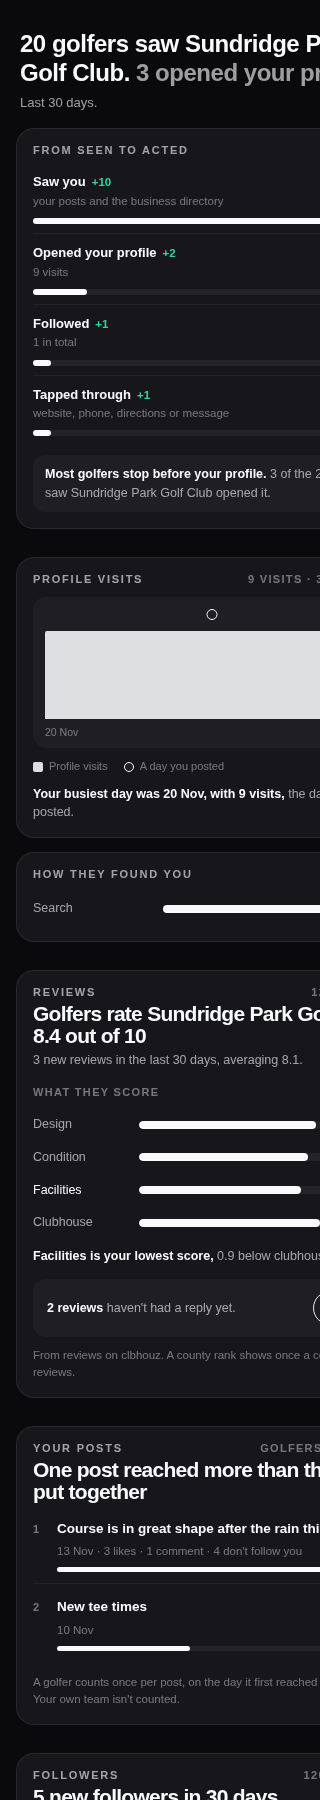 20 golfers saw Sundridge P
Golf Club. 3 opened your pr
Last 30 days.
FROM SEEN TO ACTED
Saw you +10
your posts and the business directory
Opened your profile +2
9 visits
Followed +1
1 in total
Tapped through +1
website, phone, directions or message
Most golfers stop before your profile. 3 of the 2
saw Sundridge Park Golf Club opened it.
PROFILE VISITS 9 VISITS · 3
20 Nov
Profile visits A day you posted
Your busiest day was 20 Nov, with 9 visits, the da
posted.
HOW THEY FOUND YOU
Search
REVIEWS 12
Golfers rate Sundridge Park Go
8.4 out of 10
3 new reviews in the last 30 days, averaging 8.1.
WHAT THEY SCORE
Design
Condition
Facilities
Clubhouse
Facilities is your lowest score, 0.9 below clubhous
2 reviews haven't had a reply yet.
From reviews on clbhouz. A county rank shows once a co
reviews.
YOUR POSTS GOLFERS
One post reached more than th
put together
1 Course is in great shape after the rain thi
13 Nov · 3 likes · 1 comment · 4 don't follow you
2 New tee times
10 Nov
A golfer counts once per post, on the day it first reached
Your own team isn't counted.
FOLLOWERS 126
5 new followers in 30 days